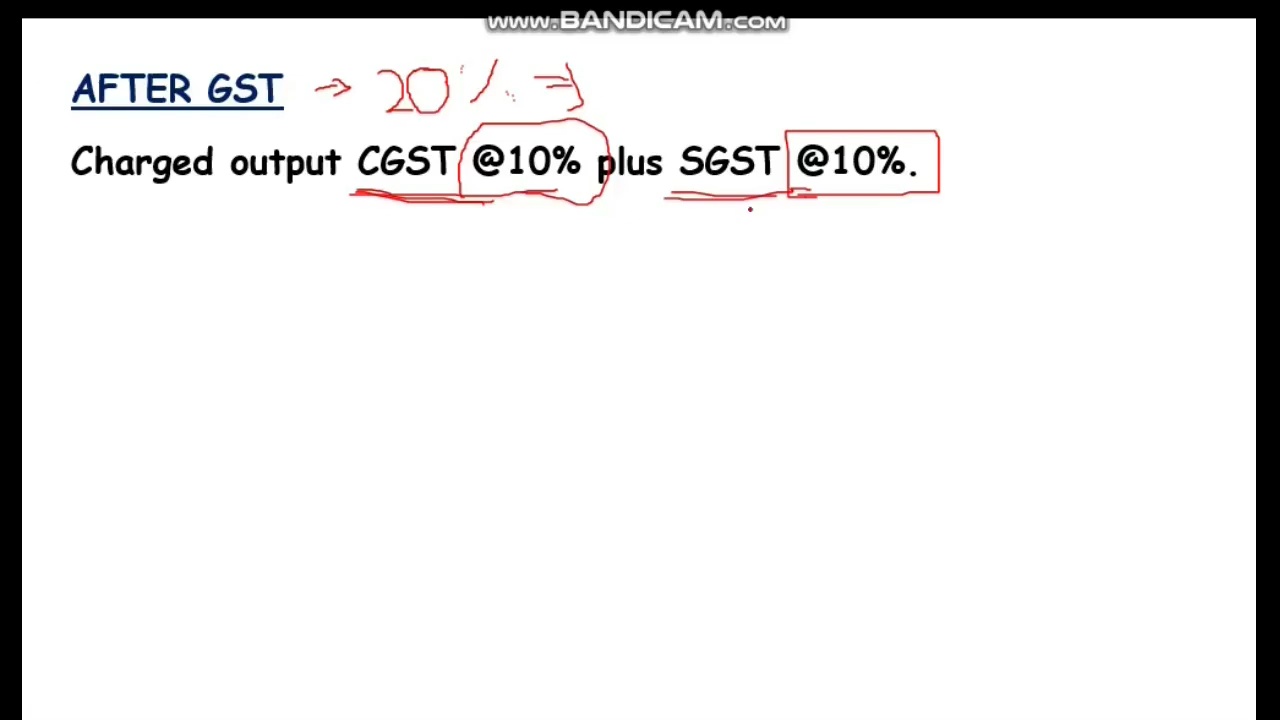 www.BANDICAM.com
AFTER GST → 20% ⇒
Charged output CGST @10% plus SGST @10%.